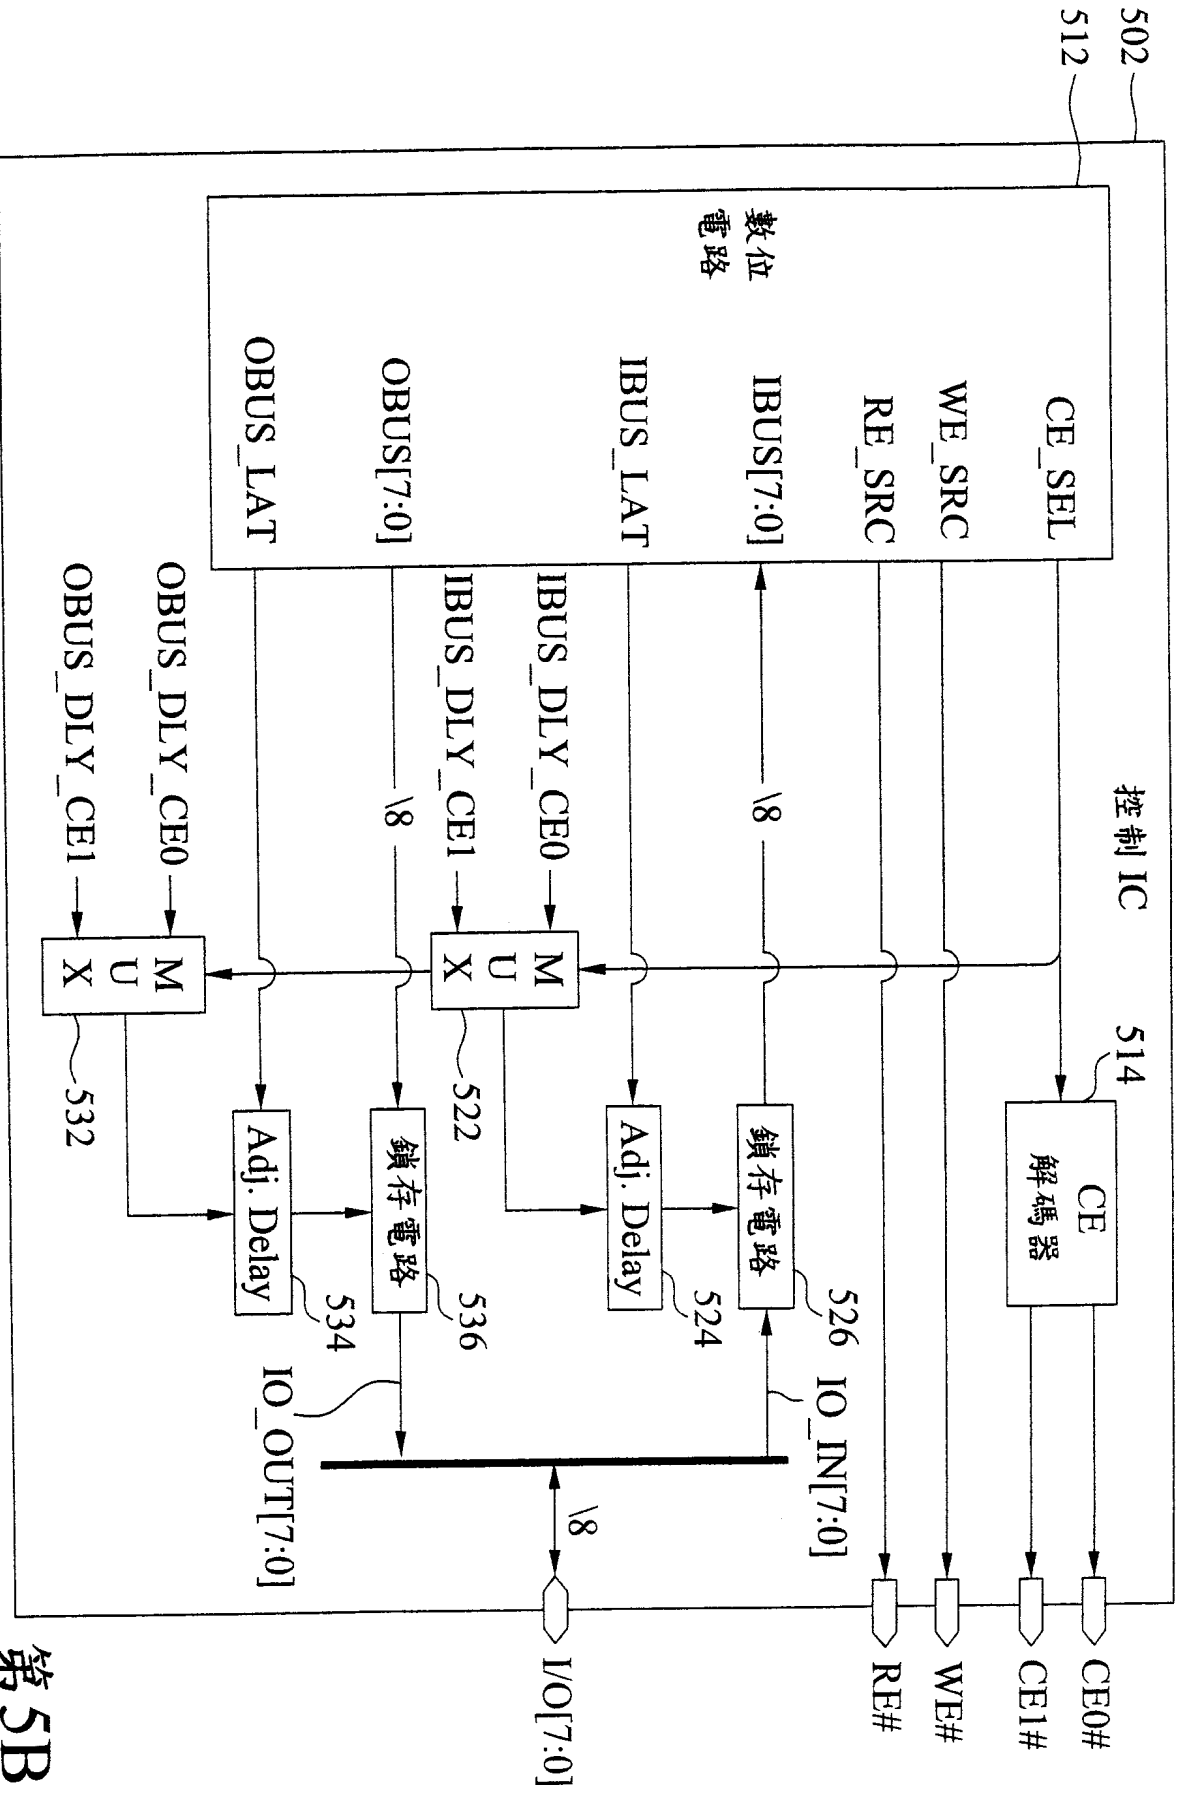 502
512
控制 IC
514
數位
電路
CE_SEL
WE_SRC
RE_SRC
IBUS[7:0]
IBUS_LAT
OBUS[7:0]
OBUS_LAT
CE
解碼器
CE0#
CE1#
WE#
RE#
\8
鎖存電路
526
IO_IN[7:0]
IBUS_DLY_CE0
IBUS_DLY_CE1
M
U
X
522
Adj. Delay
524
\8
I/O[7:0]
\8
鎖存電路
536
IO_OUT[7:0]
OBUS_DLY_CE0
OBUS_DLY_CE1
M
U
X
532
Adj. Delay
534
第5B